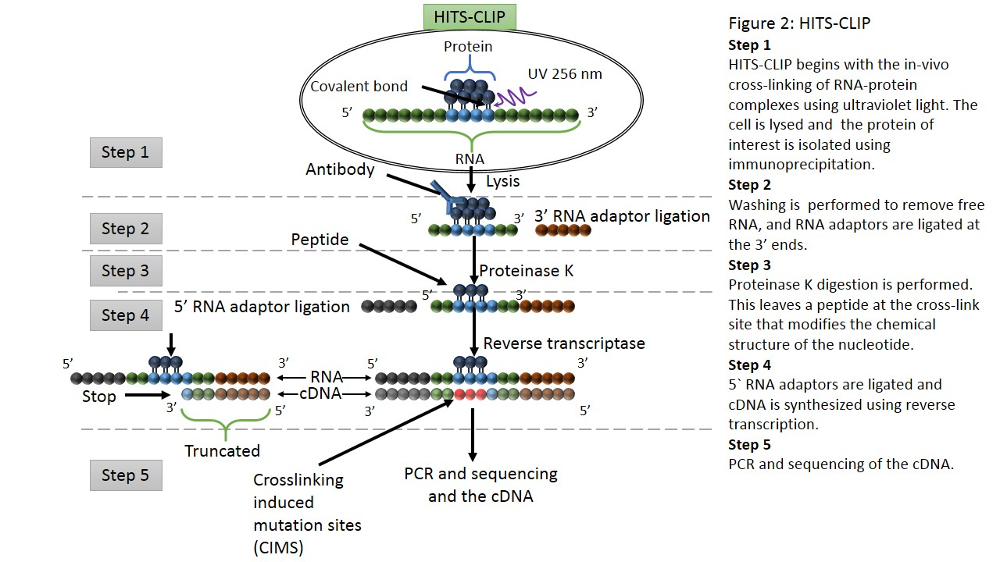 HITS-CLIP
Protein
UV 256 nm
Covalent bond
5’
3’
RNA
Step 1
Antibody
Lysis
5’
3’
3’ RNA adaptor ligation
Step 2
Peptide
Step 3
Proteinase K
5’
3’
5’ RNA adaptor ligation
Step 4
Reverse transcriptase
5’
3’
5’
3’
RNA
cDNA
Stop
3’
5’
3’
5’
Truncated
Step 5
Crosslinking
induced
mutation sites
(CIMS)
PCR and sequencing
and the cDNA
Figure 2: HITS-CLIP
Step 1
HITS-CLIP begins with the in-vivo
cross-linking of RNA-protein
complexes using ultraviolet light. The
cell is lysed and the protein of
interest is isolated using
immunoprecipitation.
Step 2
Washing is performed to remove free
RNA, and RNA adaptors are ligated at
the 3’ ends.
Step 3
Proteinase K digestion is performed.
This leaves a peptide at the cross-link
site that modifies the chemical
structure of the nucleotide.
Step 4
5` RNA adaptors are ligated and
cDNA is synthesized using reverse
transcription.
Step 5
PCR and sequencing of the cDNA.